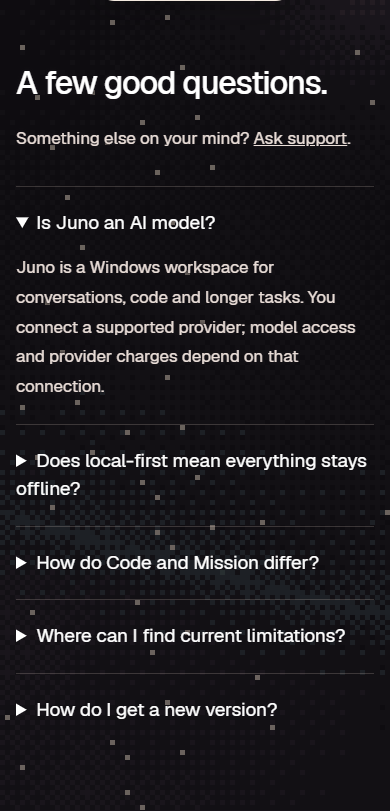 A few good questions.
Something else on your mind? Ask support.
Is Juno an AI model?
Juno is a Windows workspace for
conversations, code and longer tasks. You
connect a supported provider; model access
and provider charges depend on that
connection.
Does local-first mean everything stays
offline?
How do Code and Mission differ?
Where can I find current limitations?
How do I get a new version?